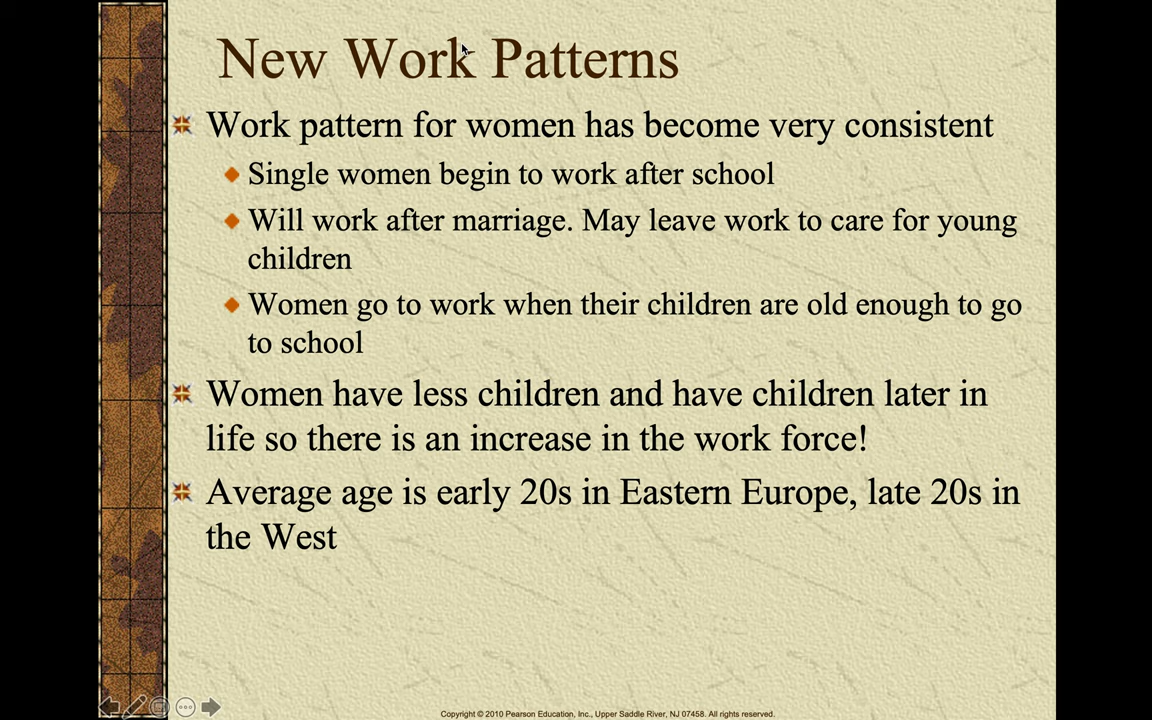 New Work Patterns
Work pattern for women has become very consistent
Single women begin to work after school
Will work after marriage. May leave work to care for young
children
Women go to work when their children are old enough to go
to school
Women have less children and have children later in
life so there is an increase in the work force!
Average age is early 20s in Eastern Europe, late 20s in
the West
Copyright © 2010 Pearson Education, Inc., Upper Saddle River, NJ 07458. All rights reserved.